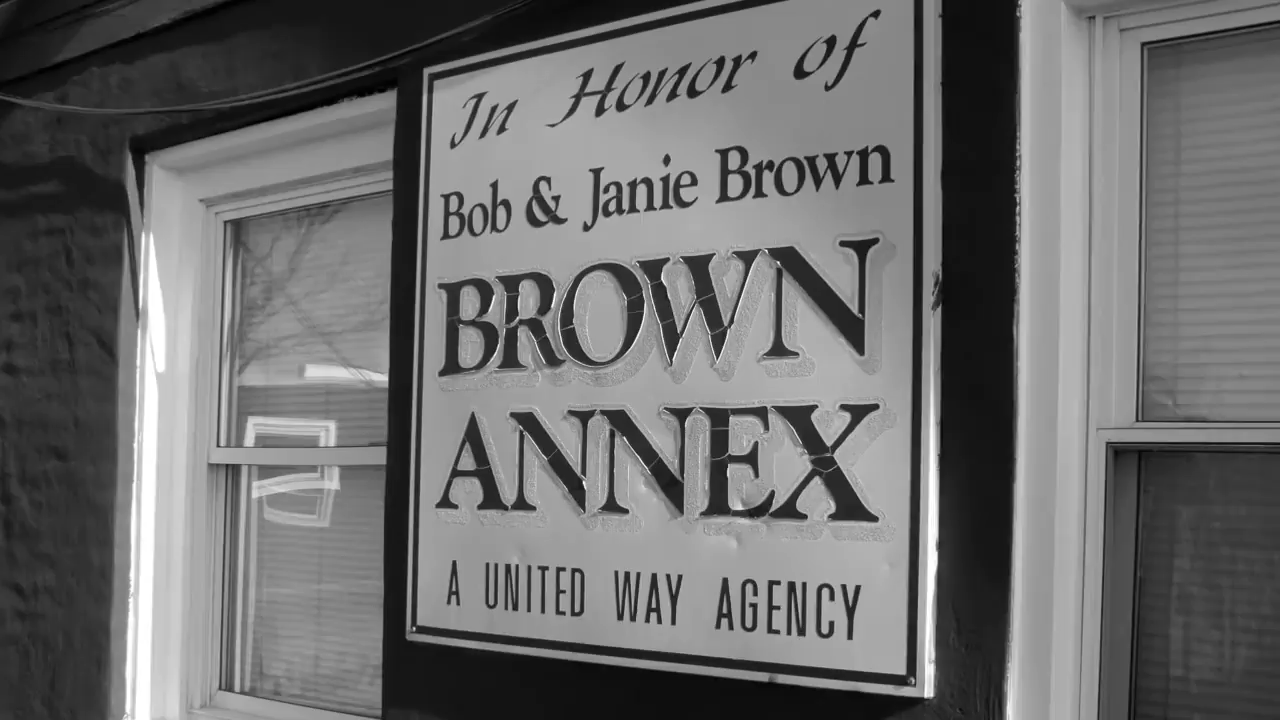 In Honor of
Bob & Janie Brown
BROWN
ANNEX
A UNITED WAY AGENCY